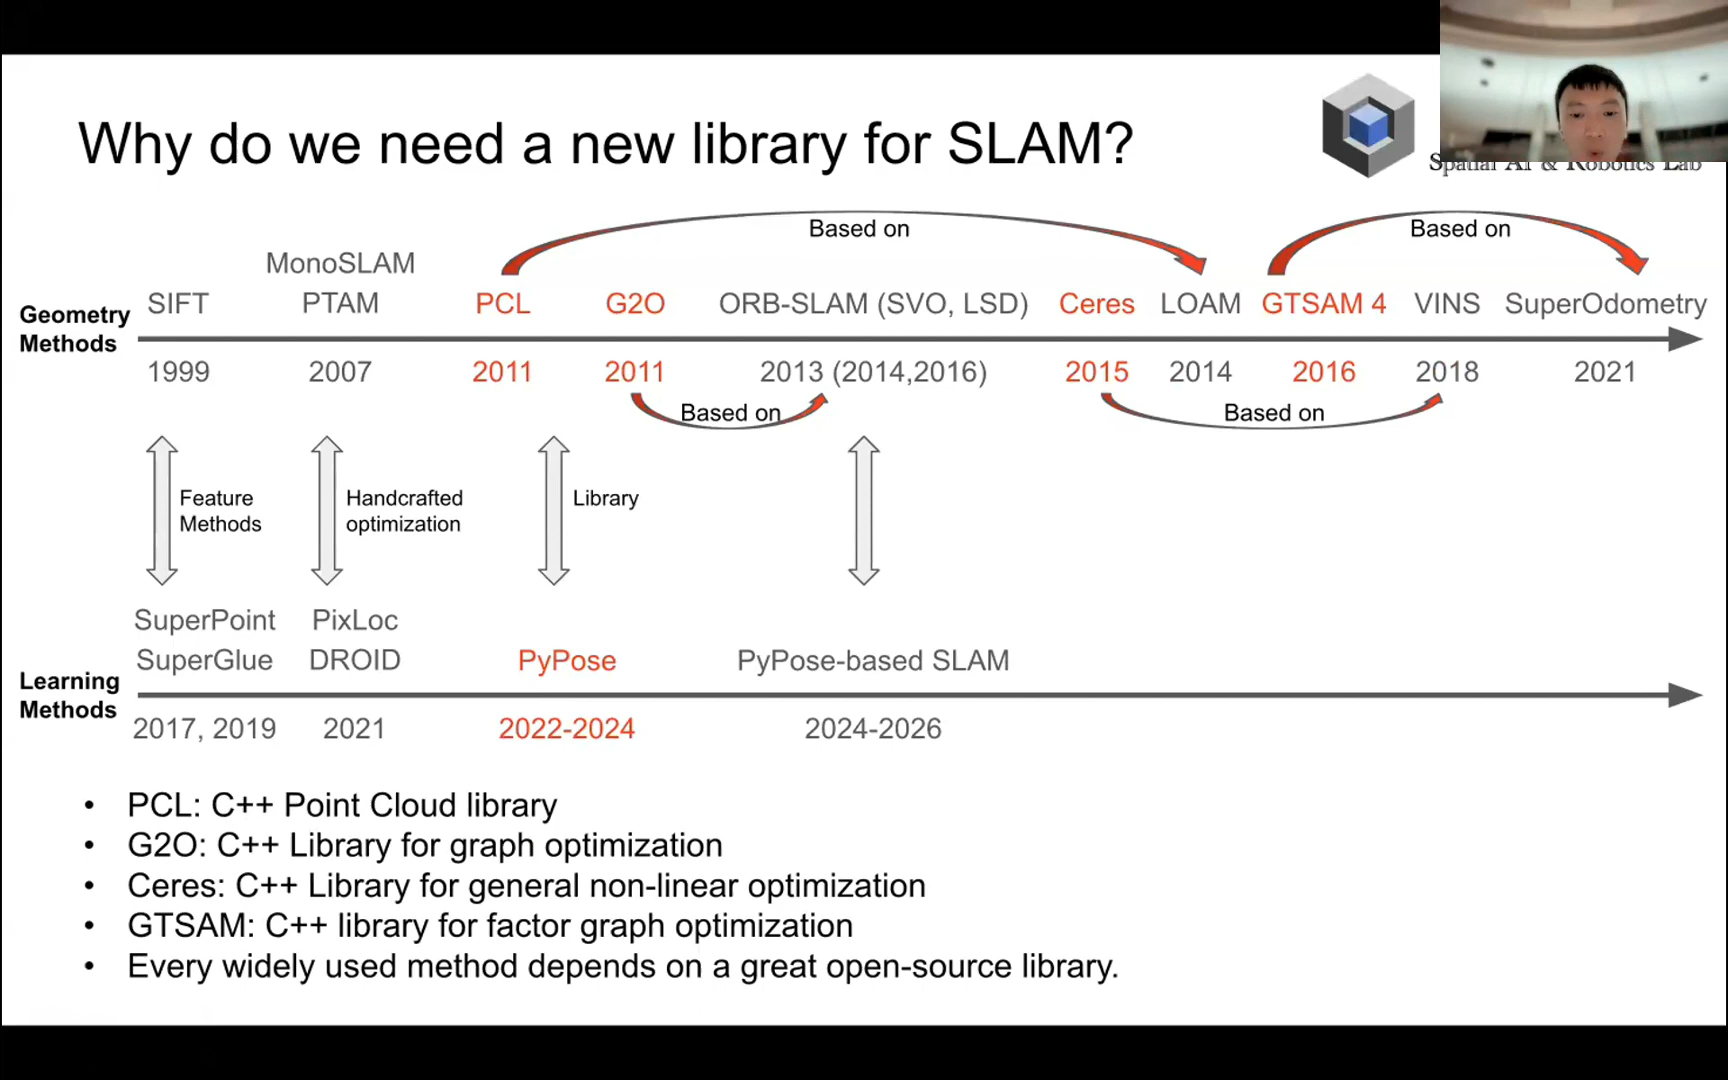 Why do we need a new library for SLAM?
Spatial AI & Robotics Lab
Based on
Based on
MonoSLAM
SIFT PTAM PCL G2O ORB-SLAM (SVO, LSD) Ceres LOAM GTSAM 4 VINS SuperOdometry
Geometry
Methods
1999 2007 2011 2011 2013 (2014,2016) 2015 2014 2016 2018 2021
Based on
Based on
Feature
Methods
Handcrafted
optimization
Library
SuperPoint PixLoc
SuperGlue DROID PyPose PyPose-based SLAM
Learning
Methods
2017, 2019 2021 2022-2024 2024-2026
• PCL: C++ Point Cloud library
• G2O: C++ Library for graph optimization
• Ceres: C++ Library for general non-linear optimization
• GTSAM: C++ library for factor graph optimization
• Every widely used method depends on a great open-source library.